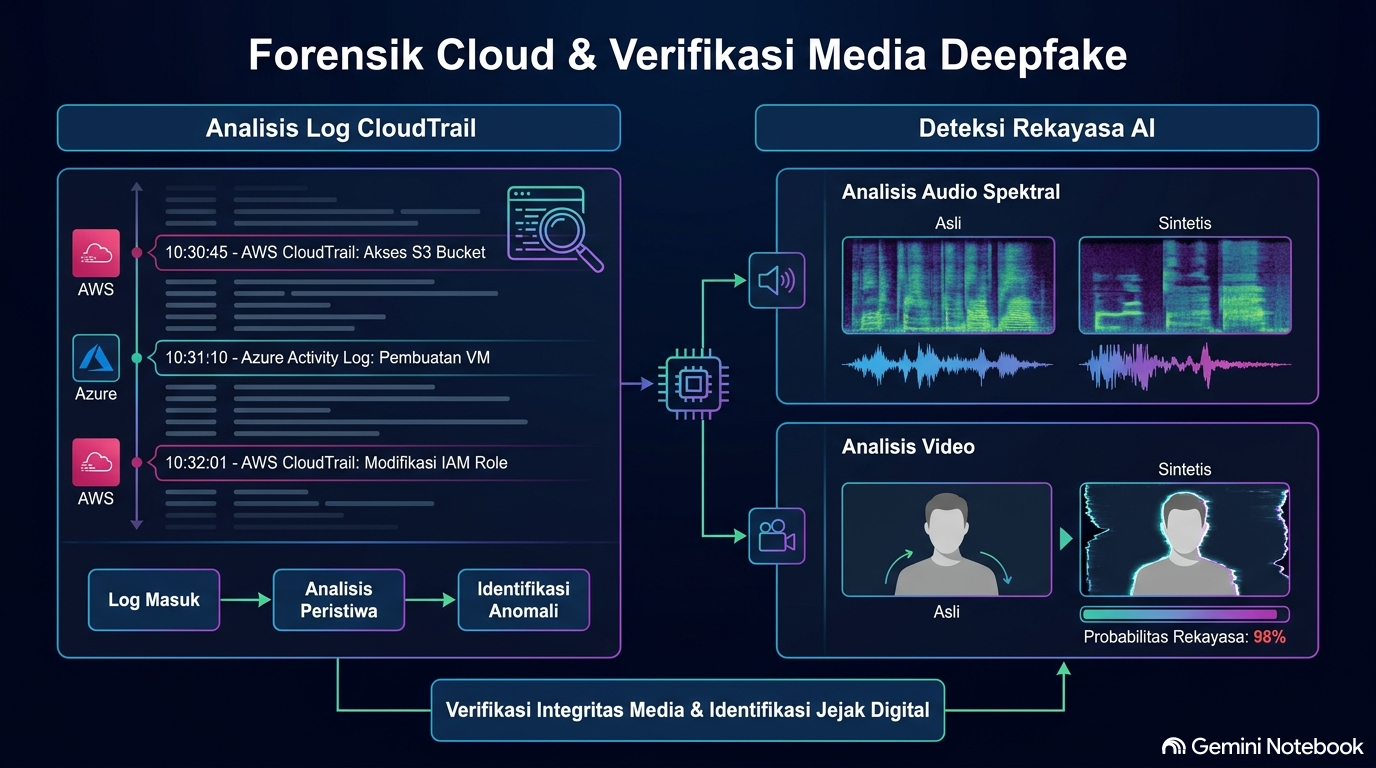 Forensik Cloud & Verifikasi Media Deepfake
Analisis Log CloudTrail
10:30:45 - AWS CloudTrail: Akses S3 Bucket
AWS
10:31:10 - Azure Activity Log: Pembuatan VM
Azure
10:32:01 - AWS CloudTrail: Modifikasi IAM Role
AWS
Log Masuk
Analisis
Peristiwa
Identifikasi
Anomali
Deteksi Rekayasa AI
Analisis Audio Spektral
Asli
Sintetis
Analisis Video
Sintetis
Asli
Probabilitas Rekayasa: 98%
Verifikasi Integritas Media & Identifikasi Jejak Digital
Gemini Notebook